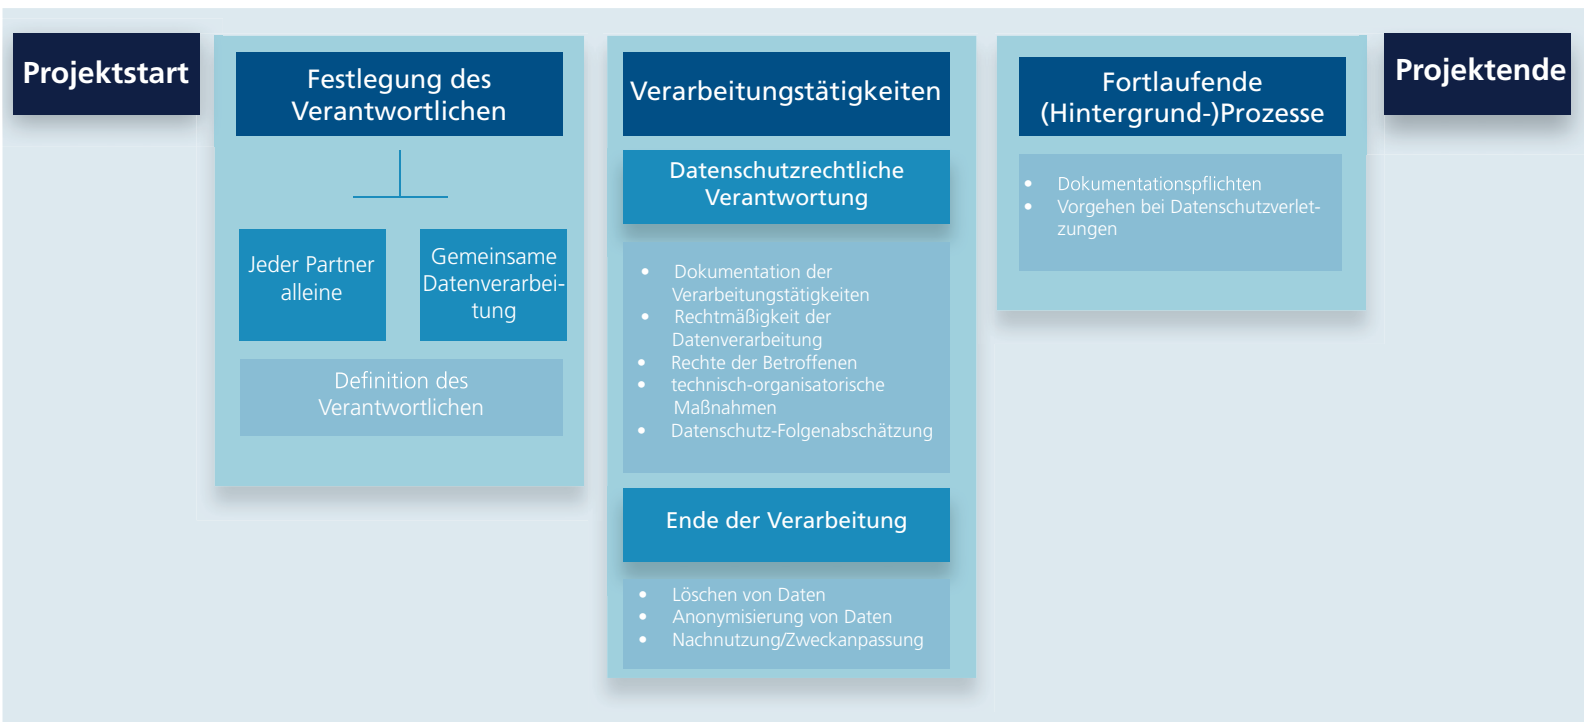 Projektstart
Festlegung des
Verantwortlichen
Jeder Partner
alleine
Gemeinsame
Datenverarbei-
tung
Definition des
Verantwortlichen
Verarbeitungstätigkeiten
Datenschutzrechtliche
Verantwortung
• Dokumentation der
Verarbeitungstätigkeiten
• Rechtmäßigkeit der
Datenverarbeitung
• Rechte der Betroffenen
• technisch-organisatorische
Maßnahmen
• Datenschutz-Folgenabschätzung
Ende der Verarbeitung
• Löschen von Daten
• Anonymisierung von Daten
• Nachnutzung/Zweckanpassung
Fortlaufende
(Hintergrund-)Prozesse
• Dokumentationspflichten
• Vorgehen bei Datenschutzverlet-
zungen
Projektende